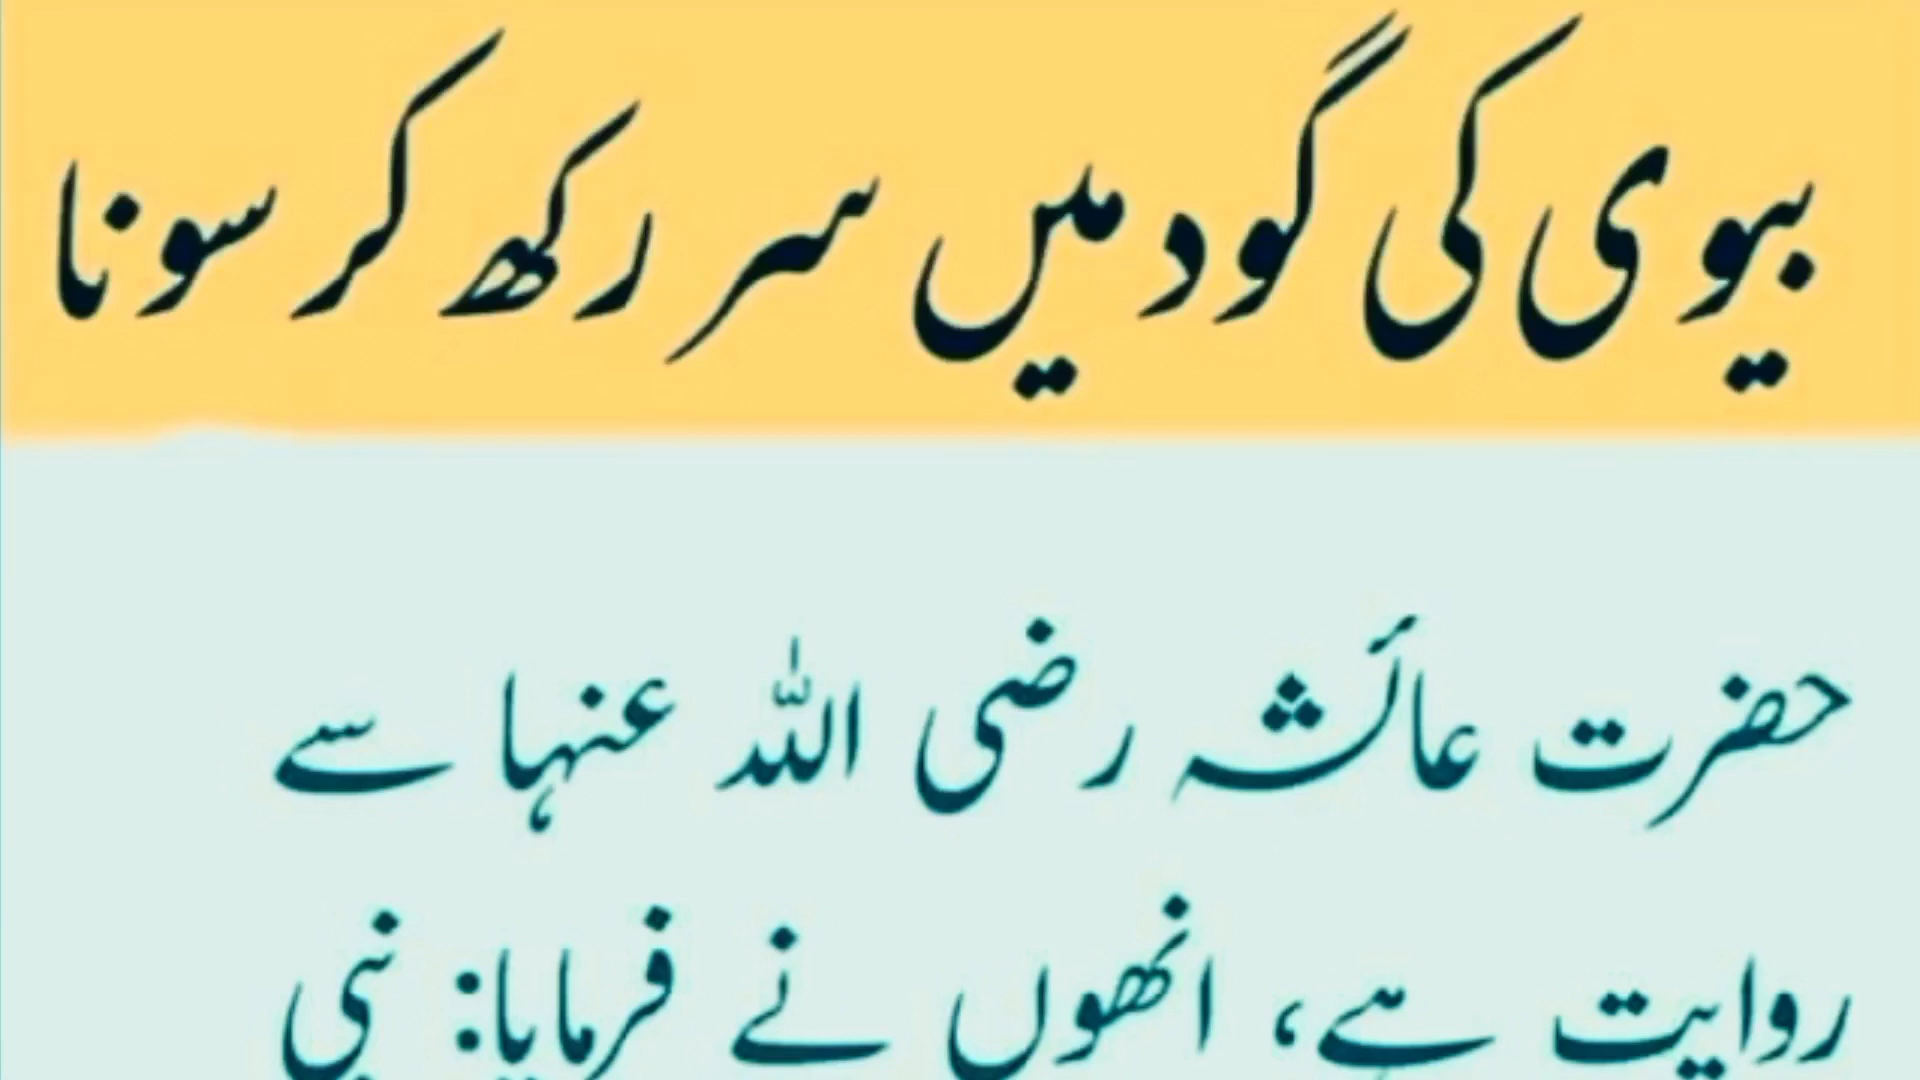 بیوی کی گود میں سر رکھ کر سونا
حضرت عائشہ رضی اللہ عنہا سے
روایت ہے، انھوں نے فرمایا: نبی